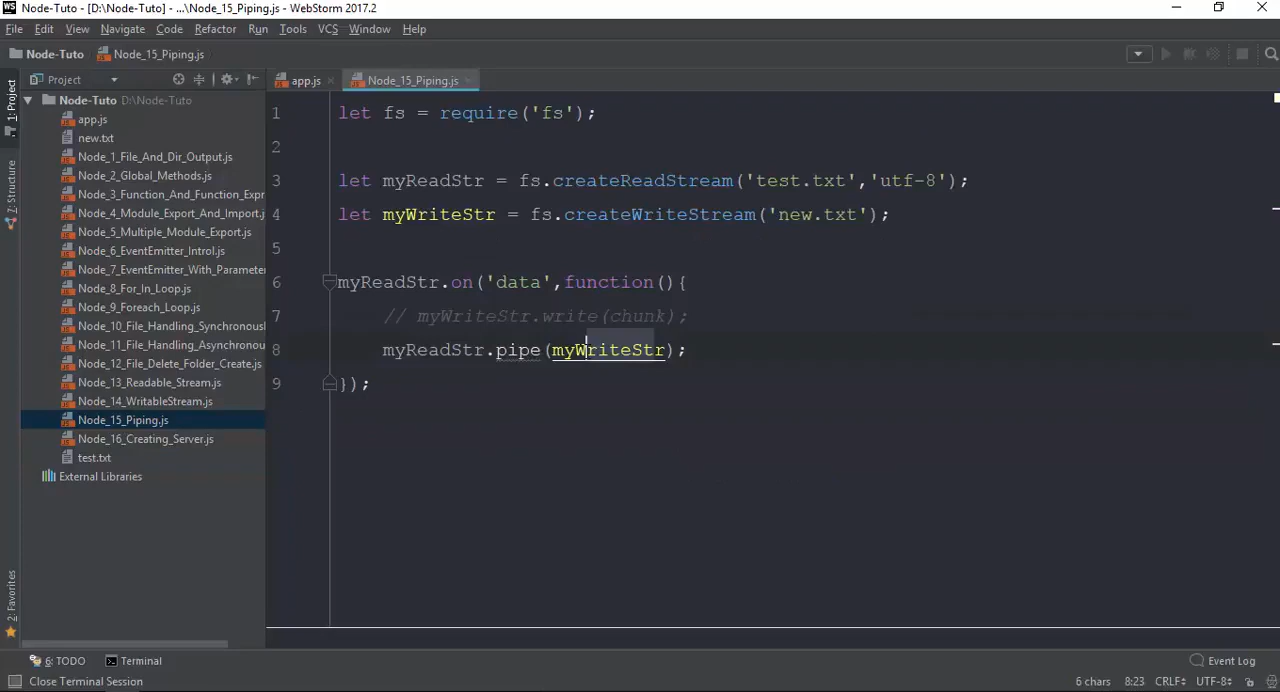 Node-Tuto - [D:\Node-Tuto] - ...\Node_15_Piping.js - WebStorm 2017.2
File Edit View Navigate Code Refactor Run Tools VCS Window Help
Node-Tuto Node_15_Piping.js
Project
app.js Node_15_Piping.js
1: Project
7: Structure
2: Favorites
Node-Tuto D:\Node-Tuto
app.js
new.txt
Node_1_File_And_Dir_Output.js
Node_2_Global_Methods.js
Node_3_Function_And_Function_Expr
Node_4_Module_Export_And_Import.j
Node_5_Multiple_Module_Export.js
Node_6_EventEmitter_Introl.js
Node_7_EventEmitter_With_Parameter
Node_8_For_In_Loop.js
Node_9_Foreach_Loop.js
Node_10_File_Handling_Synchronousl
Node_11_File_Handling_Asynchronou
Node_12_File_Delete_Folder_Create.js
Node_13_Readable_Stream.js
Node_14_WritableStream.js
Node_15_Piping.js
Node_16_Creating_Server.js
test.txt
External Libraries
1 let fs = require('fs');
2
3 let myReadStr = fs.createReadStream('test.txt','utf-8');
4 let myWriteStr = fs.createWriteStream('new.txt');
5
6 myReadStr.on('data',function(){
7 // myWriteStr.write(chunk);
8 myReadStr.pipe(myWriteStr);
9 });
6: TODO Terminal Event Log
Close Terminal Session 6 chars 8:23 CRLF UTF-8